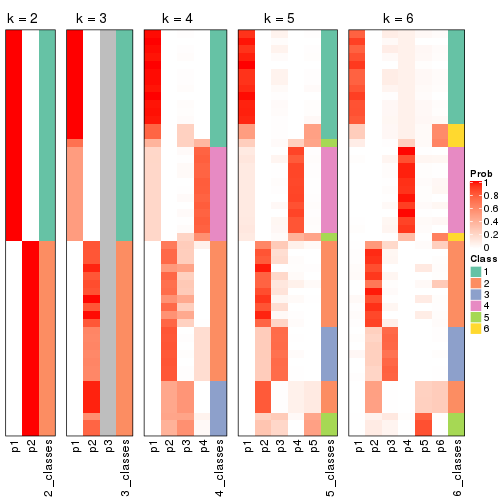 k = 2
k = 3
k = 4
k = 5
k = 6
p1
p2
2_classes
p1
p2
p3
3_classes
p1
p2
p3
p4
4_classes
p1
p2
p3
p4
p5
5_classes
p1
p2
p3
p4
p5
p6
6_classes
Prob
1
0.8
0.6
0.4
0.2
0
Class
1
2
3
4
5
6